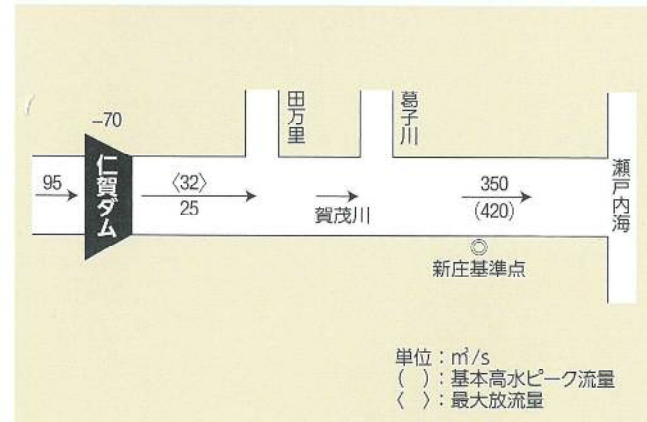 -70
95
仁賀ダム
〈32〉
25
田万里
葛子川
賀茂川
350
(420)
新庄基準点
瀬戸内海
単位：㎥/s
( )：基本高水ピーク流量
〈 〉：最大放流量